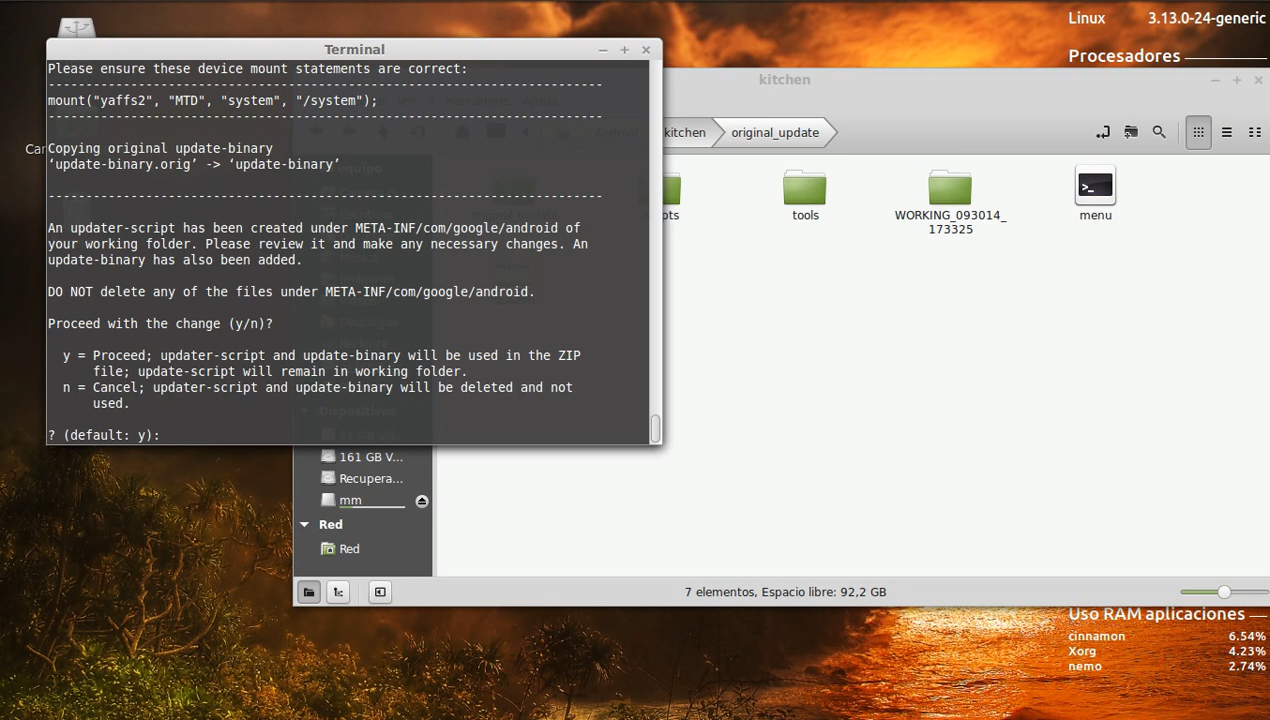 Linux 3.13.0-24-generic
Procesadores
Terminal
Please ensure these device mount statements are correct:
-------------------------------------------------------------------------
mount("yaffs2", "MTD", "system", "/system");
-------------------------------------------------------------------------
Copying original update-binary
‘update-binary.orig’ -> ‘update-binary’
-------------------------------------------------------------------------
An updater-script has been created under META-INF/com/google/android of
your working folder. Please review it and make any necessary changes. An
update-binary has also been added.
DO NOT delete any of the files under META-INF/com/google/android.
Proceed with the change (y/n)?
y = Proceed; updater-script and update-binary will be used in the ZIP
file; update-script will remain in working folder.
n = Cancel; updater-script and update-binary will be deleted and not
used.
? (default: y):
kitchen
kitchen
original_update
tools
WORKING_093014_
173325
menu
Dispositivos
161 GB V...
Recupera...
mm
Red
Red
7 elementos, Espacio libre: 92,2 GB
Uso RAM aplicaciones
cinnamon 6.54%
Xorg 4.23%
nemo 2.74%